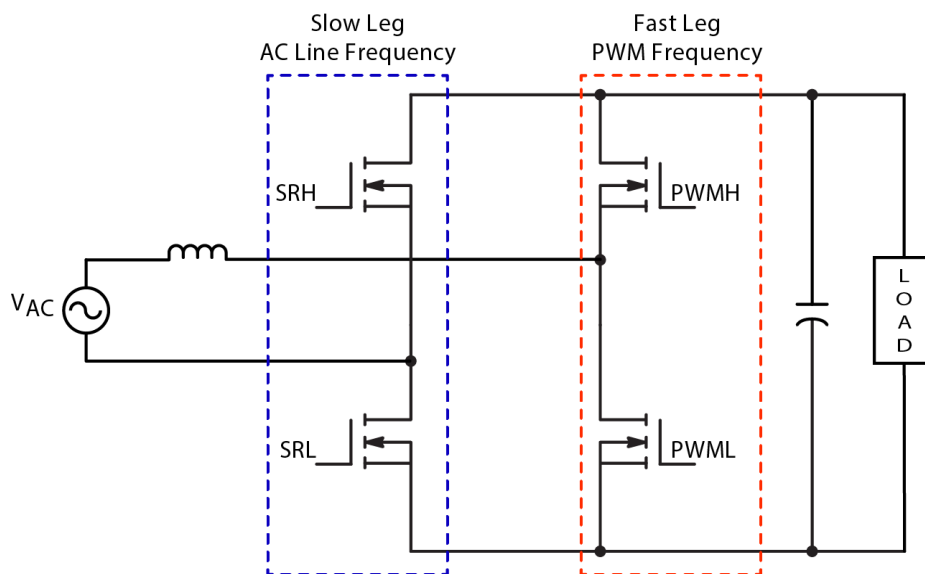 Slow Leg
AC Line Frequency
Fast Leg
PWM Frequency
SRH
PWMH
VAC
L
O
A
D
SRL
PWML